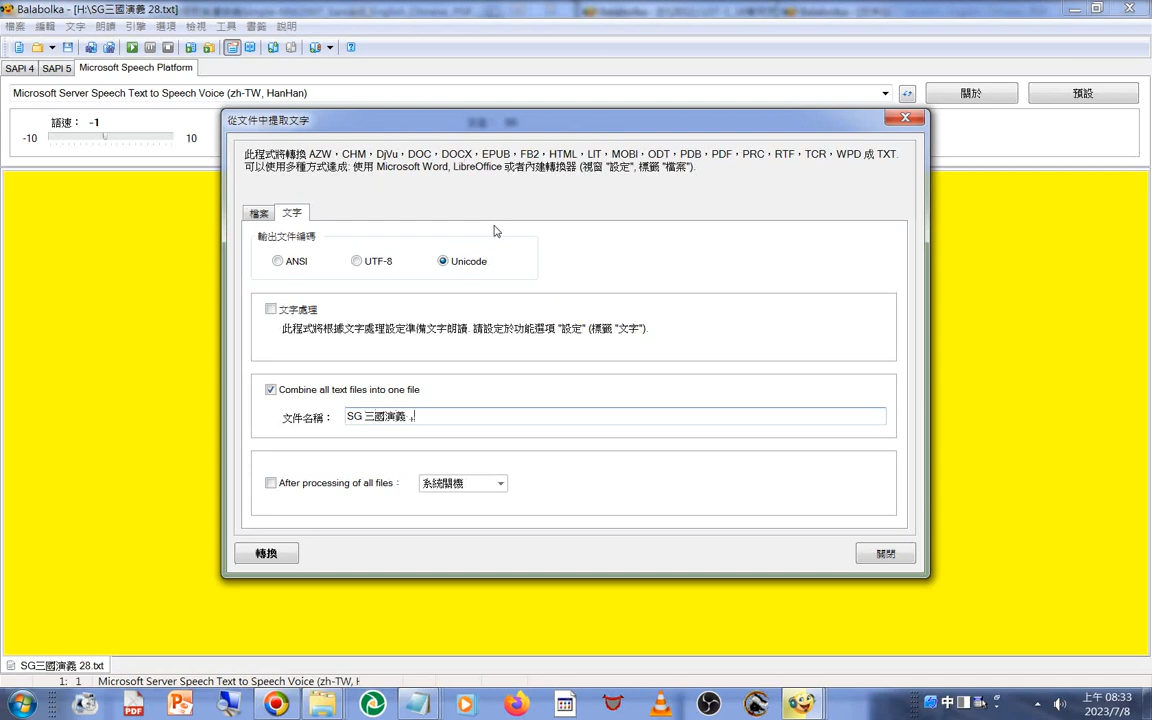 Balabolka - [H:\SG三國演義 28.txt]
檔案 編輯 文字 朗讀 引擎 選項 檢視 工具 書籤 說明
SAPI 4 SAPI 5 Microsoft Speech Platform
Microsoft Server Speech Text to Speech Voice (zh-TW, HanHan)
關於
預設
語速： -1
-10
10
從文件中提取文字
此程式將轉換 AZW，CHM，DjVu，DOC，DOCX，EPUB，FB2，HTML，LIT，MOBI，ODT，PDB，PDF，PRC，RTF，TCR，WPD 成 TXT.
可以使用多種方式達成: 使用 Microsoft Word, LibreOffice 或者內建轉換器 (視窗 "設定", 標籤 "檔案").
檔案 文字
輸出文件編碼
ANSI UTF-8 Unicode
文字處理
此程式將根據文字處理設定準備文字朗讀. 請設定於功能選項 "設定" (標籤 "文字").
Combine all text files into one file
文件名稱： SG 三國演義
After processing of all files： 系統關機
轉換
關閉
SG三國演義 28.txt
1: 1 Microsoft Server Speech Text to Speech Voice (zh-TW, H
中
上午 08:33
2023/7/8